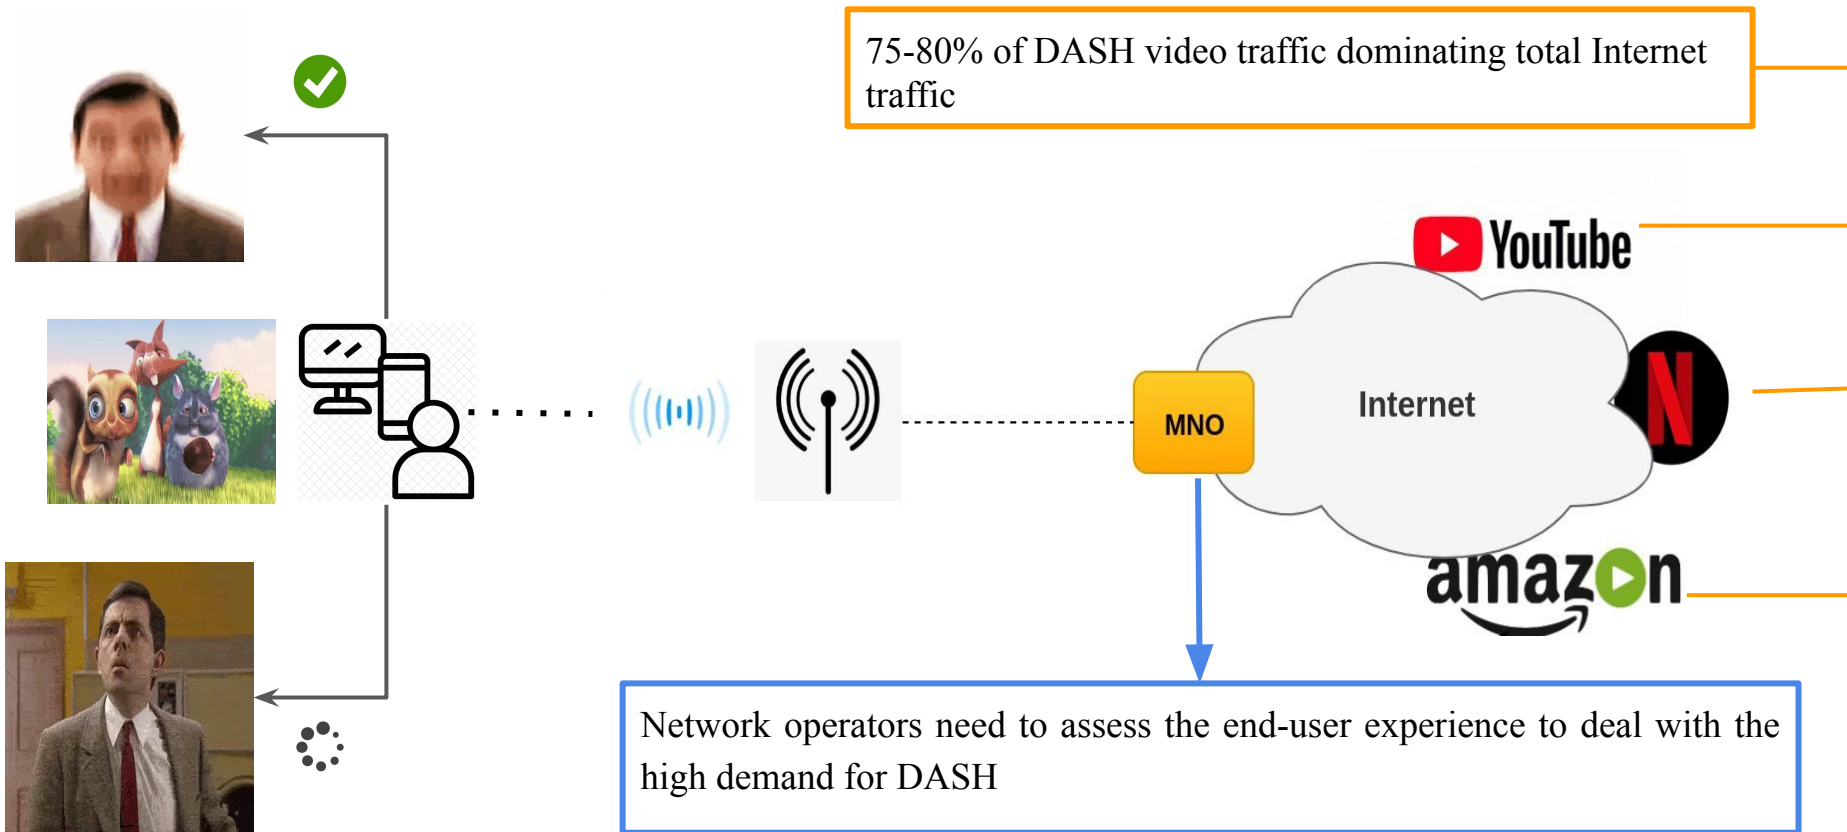 75-80% of DASH video traffic dominating total Internet
traffic
YouTube
Internet
N
MNO
amazon
Network operators need to assess the end-user experience to deal with the
high demand for DASH